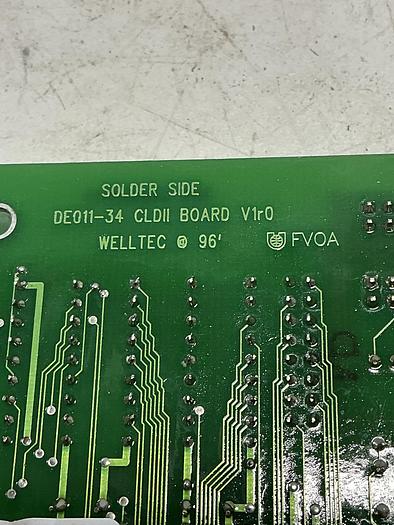 SOLDER SIDE
DE011-34 CLDII BOARD V1r0
WELLTEC @ 96' FVOA